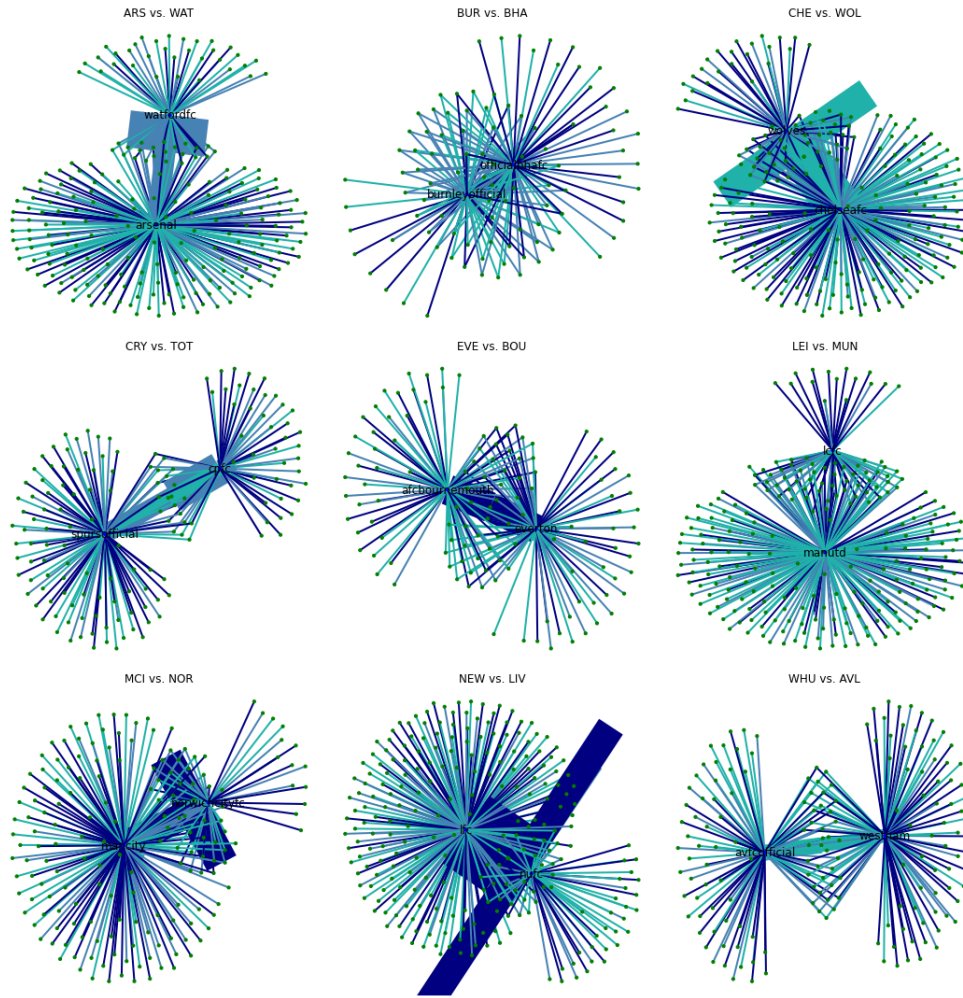 ARS vs. WAT
BUR vs. BHA
CHE vs. WOL
watfordfc
arsenal
officialbhafc
burnleyofficial
wolves
chelseafc
CRY vs. TOT
EVE vs. BOU
LEI vs. MUN
cpfc
spursofficial
afcbournemouth
everton
lcfc
manutd
MCI vs. NOR
NEW vs. LIV
WHU vs. AVL
norwichcityfc
mancity
lfc
nufc
westham
avfcofficial